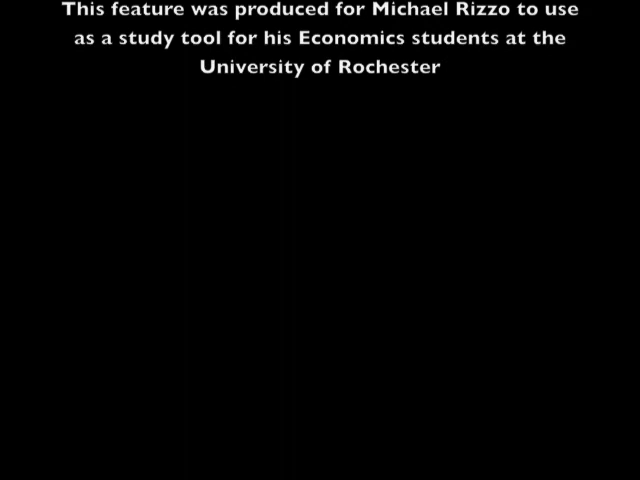 This feature was produced for Michael Rizzo to use
as a study tool for his Economics students at the
University of Rochester